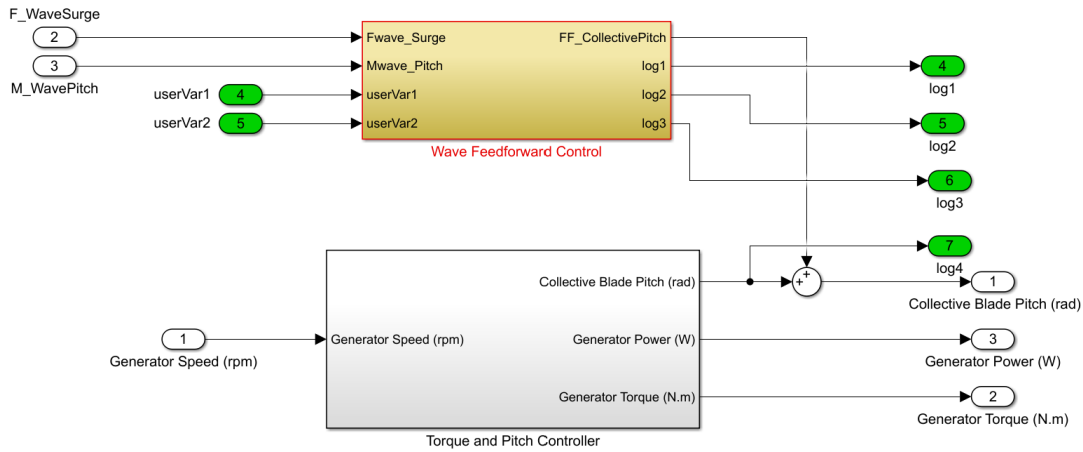 F_WaveSurge
2
3
M_WavePitch
userVar1
4
userVar2
5
Fwave_Surge
Mwave_Pitch
userVar1
userVar2
FF_CollectivePitch
log1
log2
log3
Wave Feedforward Control
4
log1
5
log2
6
log3
7
log4
+
+
1
Collective Blade Pitch (rad)
Collective Blade Pitch (rad)
1
Generator Speed (rpm)
Generator Speed (rpm)
Generator Power (W)
3
Generator Power (W)
Generator Torque (N.m)
2
Generator Torque (N.m)
Torque and Pitch Controller